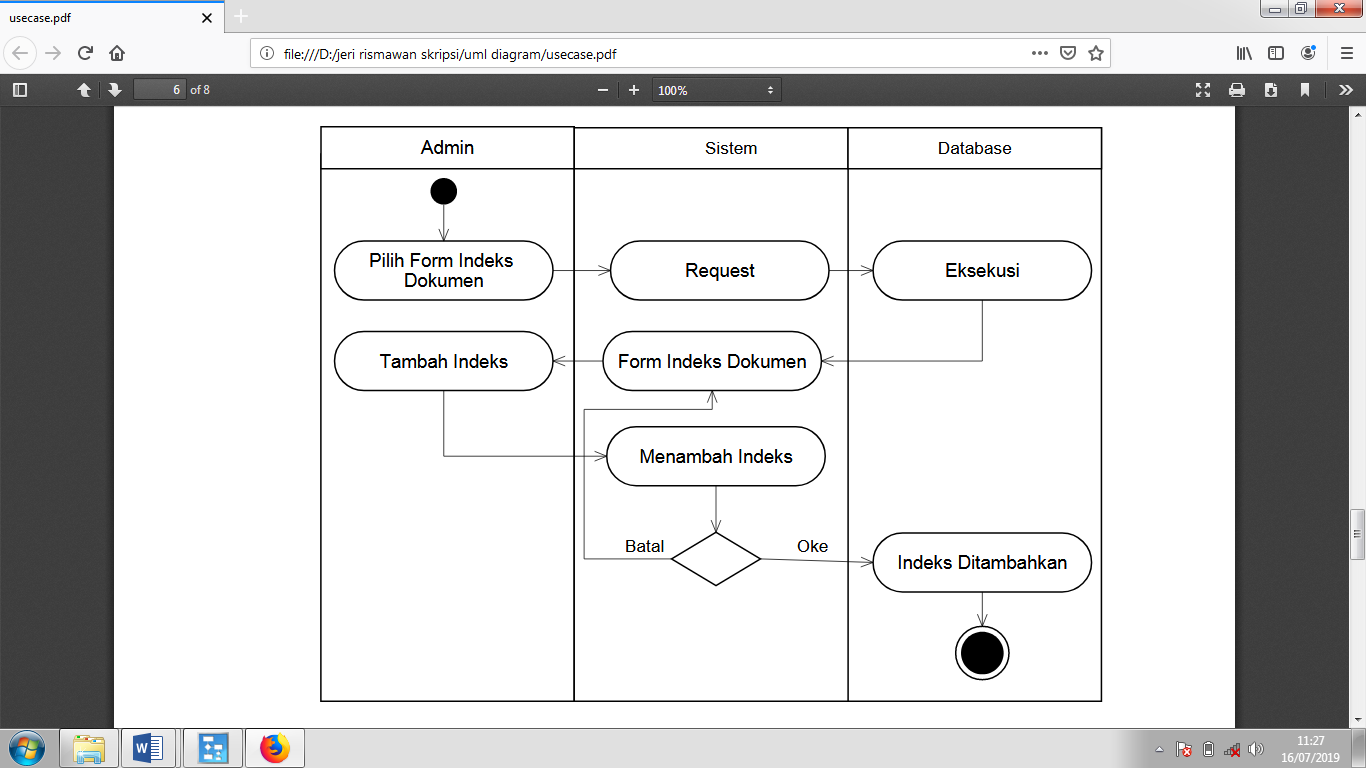 usecase.pdf
file:///D:/jeri rismawan skripsi/uml diagram/usecase.pdf
6 of 8
100%
Admin
Sistem
Database
Pilih Form Indeks
Dokumen
Request
Eksekusi
Tambah Indeks
Form Indeks Dokumen
Menambah Indeks
Batal
Oke
Indeks Ditambahkan
11:27
16/07/2019